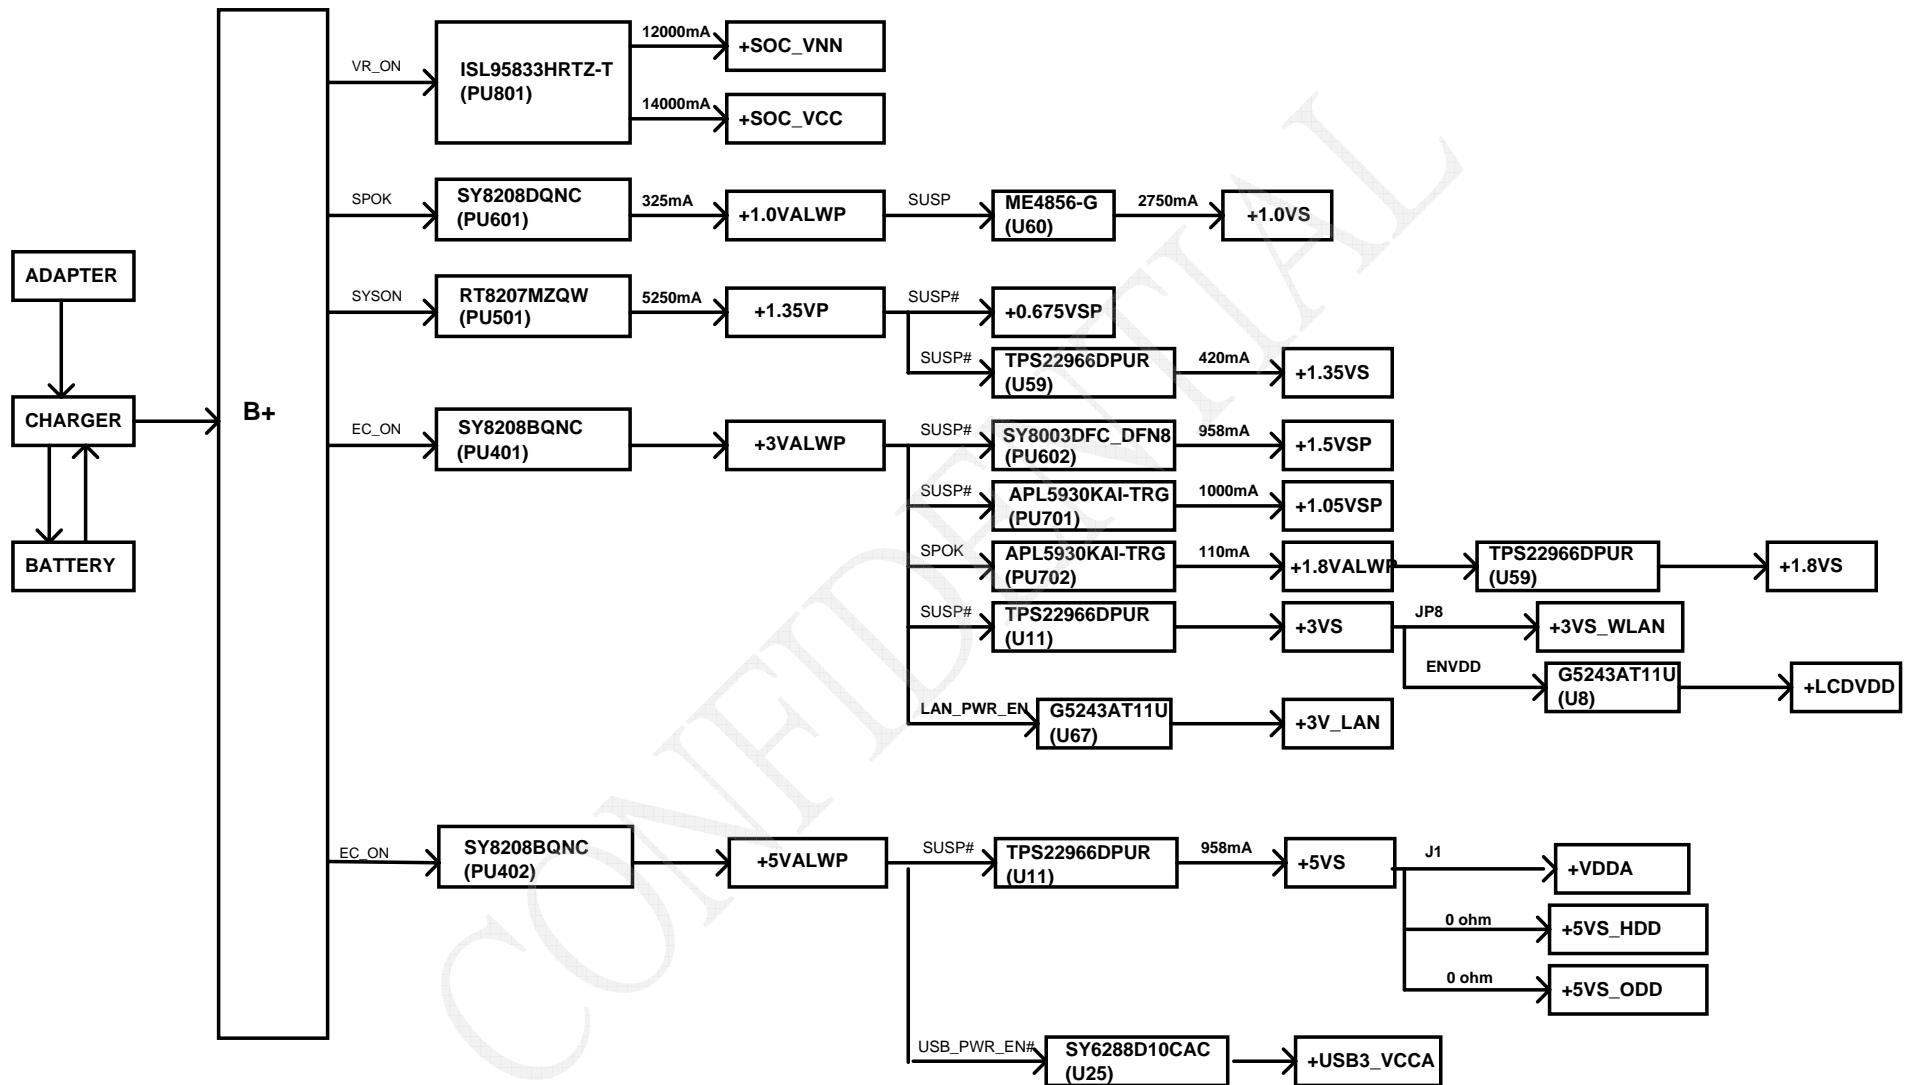 12000mA
+SOC_VNN
VR_ON
ISL95833HRTZ-T
(PU801)
14000mA
+SOC_VCC
SPOK
SY8208DQNC
(PU601)
325mA
+1.0VALWP
SUSP
ME4856-G
(U60)
2750mA
+1.0VS
ADAPTER
SYSON
RT8207MZQW
(PU501)
5250mA
+1.35VP
SUSP#
+0.675VSP
SUSP#
TPS22966DPUR
(U59)
420mA
+1.35VS
CHARGER
B+
EC_ON
SY8208BQNC
(PU401)
+3VALWP
SUSP#
SY8003DFC_DFN8
(PU602)
958mA
+1.5VSP
SUSP#
APL5930KAI-TRG
(PU701)
1000mA
+1.05VSP
BATTERY
SPOK
APL5930KAI-TRG
(PU702)
110mA
+1.8VALWP
TPS22966DPUR
(U59)
+1.8VS
SUSP#
TPS22966DPUR
(U11)
+3VS
JP8
+3VS_WLAN
ENVDD
G5243AT11U
(U8)
+LCDVDD
LAN_PWR_EN
G5243AT11U
(U67)
+3V_LAN
EC_ON
SY8208BQNC
(PU402)
+5VALWP
SUSP#
TPS22966DPUR
(U11)
958mA
+5VS
J1
+VDDA
0 ohm
+5VS_HDD
0 ohm
+5VS_ODD
USB_PWR_EN#
SY6288D10CAC
(U25)
+USB3_VCCA
CONFIDENTIAL